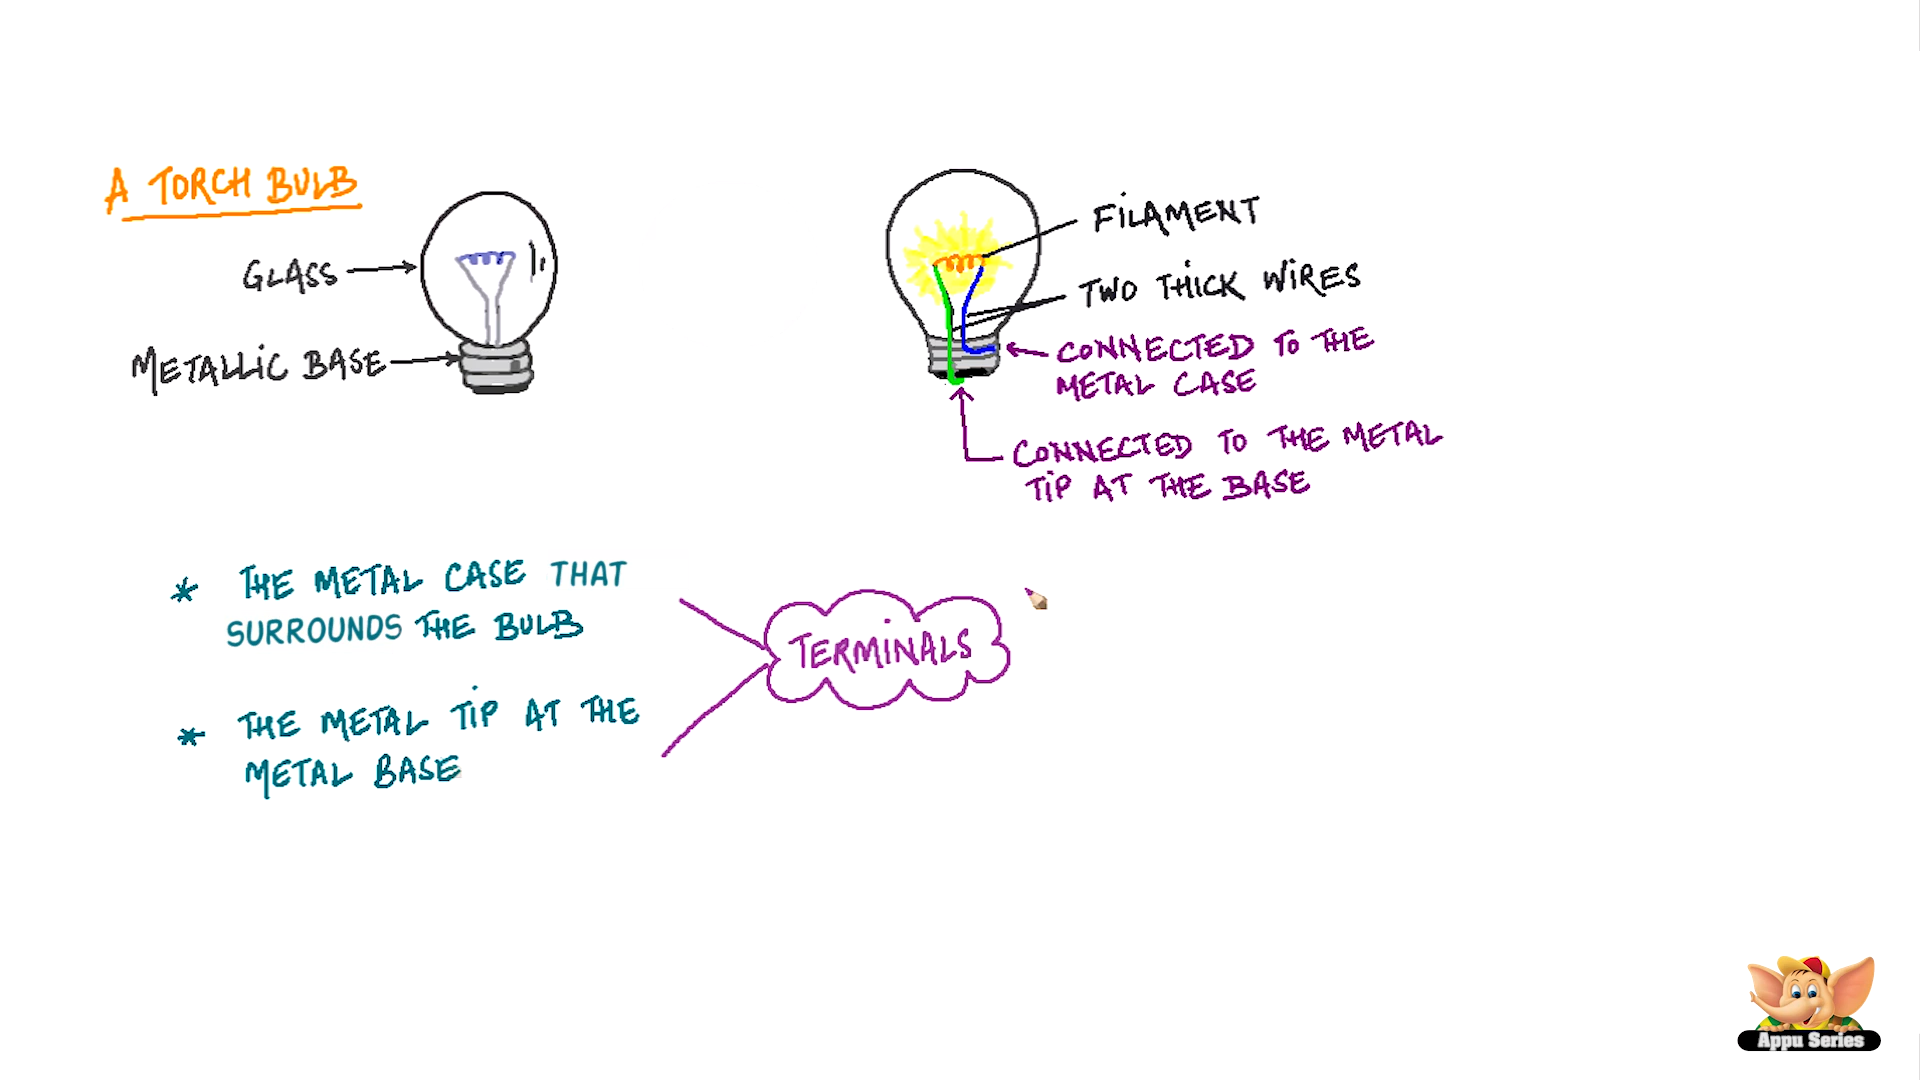 A TORCH BULB
GLASS
METALLIC BASE
FILAMENT
TWO THICK WIRES
CONNECTED TO THE
METAL CASE
CONNECTED TO THE METAL
TIP AT THE BASE
* THE METAL CASE THAT
SURROUNDS THE BULB
* THE METAL TIP AT THE
METAL BASE
TERMINALS
Appu Series